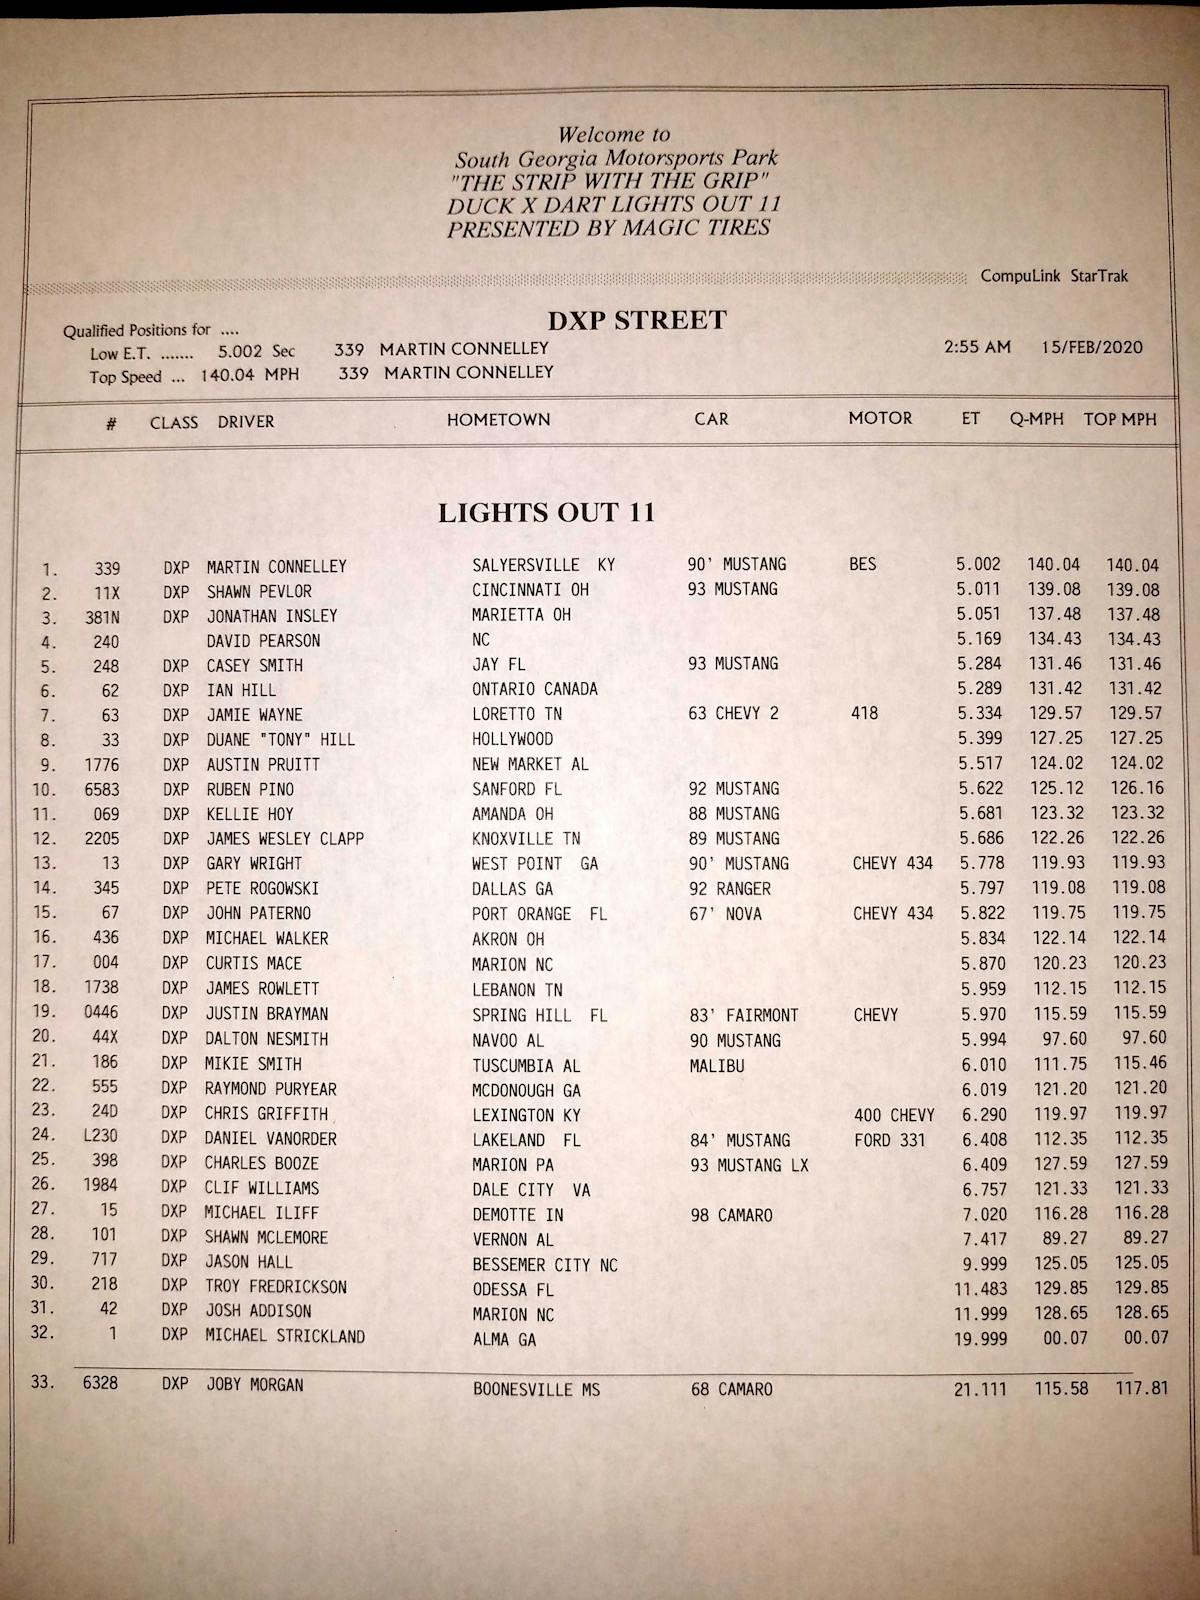 Welcome to
South Georgia Motorsports Park
"THE STRIP WITH THE GRIP"
DUCK X DART LIGHTS OUT 11
PRESENTED BY MAGIC TIRES
CompuLink StarTrak
DXP STREET
Qualified Positions for ....
Low E.T. ....... 5.002 Sec 339 MARTIN CONNELLEY 2:55 AM 15/FEB/2020
Top Speed ... 140.04 MPH 339 MARTIN CONNELLEY
# CLASS DRIVER HOMETOWN CAR MOTOR ET Q-MPH TOP MPH
LIGHTS OUT 11
1. 339 DXP MARTIN CONNELLEY SALYERSVILLE KY 90' MUSTANG BES 5.002 140.04 140.04
2. 11X DXP SHAWN PEVLOR CINCINNATI OH 93 MUSTANG 5.011 139.08 139.08
3. 381N DXP JONATHAN INSLEY MARIETTA OH 5.051 137.48 137.48
4. 240 DAVID PEARSON NC 5.169 134.43 134.43
5. 248 DXP CASEY SMITH JAY FL 93 MUSTANG 5.284 131.46 131.46
6. 62 DXP IAN HILL ONTARIO CANADA 5.289 131.42 131.42
7. 63 DXP JAMIE WAYNE LORETTO TN 63 CHEVY 2 418 5.334 129.57 129.57
8. 33 DXP DUANE "TONY" HILL HOLLYWOOD 5.399 127.25 127.25
9. 1776 DXP AUSTIN PRUITT NEW MARKET AL 5.517 124.02 124.02
10. 6583 DXP RUBEN PINO SANFORD FL 92 MUSTANG 5.622 125.12 126.16
11. 069 DXP KELLIE HOY AMANDA OH 88 MUSTANG 5.681 123.32 123.32
12. 2205 DXP JAMES WESLEY CLAPP KNOXVILLE TN 89 MUSTANG 5.686 122.26 122.26
13. 13 DXP GARY WRIGHT WEST POINT GA 90' MUSTANG CHEVY 434 5.778 119.93 119.93
14. 345 DXP PETE ROGOWSKI DALLAS GA 92 RANGER 5.797 119.08 119.08
15. 67 DXP JOHN PATERNO PORT ORANGE FL 67' NOVA CHEVY 434 5.822 119.75 119.75
16. 436 DXP MICHAEL WALKER AKRON OH 5.834 122.14 122.14
17. 004 DXP CURTIS MACE MARION NC 5.870 120.23 120.23
18. 1738 DXP JAMES ROWLETT LEBANON TN 5.959 112.15 112.15
19. 0446 DXP JUSTIN BRAYMAN SPRING HILL FL 83' FAIRMONT CHEVY 5.970 115.59 115.59
20. 44X DXP DALTON NESMITH NAVOO AL 90 MUSTANG 5.994 97.60 97.60
21. 186 DXP MIKIE SMITH TUSCUMBIA AL MALIBU 6.010 111.75 115.46
22. 555 DXP RAYMOND PURYEAR MCDONOUGH GA 6.019 121.20 121.20
23. 24D DXP CHRIS GRIFFITH LEXINGTON KY 400 CHEVY 6.290 119.97 119.97
24. L230 DXP DANIEL VANORDER LAKELAND FL 84' MUSTANG FORD 331 6.408 112.35 112.35
25. 398 DXP CHARLES BOOZE MARION PA 93 MUSTANG LX 6.409 127.59 127.59
26. 1984 DXP CLIF WILLIAMS DALE CITY VA 6.757 121.33 121.33
27. 15 DXP MICHAEL ILIFF DEMOTTE IN 98 CAMARO 7.020 116.28 116.28
28. 101 DXP SHAWN MCLEMORE VERNON AL 7.417 89.27 89.27
29. 717 DXP JASON HALL BESSEMER CITY NC 9.999 125.05 125.05
30. 218 DXP TROY FREDRICKSON ODESSA FL 11.483 129.85 129.85
31. 42 DXP JOSH ADDISON MARION NC 11.999 128.65 128.65
32. 1 DXP MICHAEL STRICKLAND ALMA GA 19.999 00.07 00.07
33. 6328 DXP JOBY MORGAN BOONESVILLE MS 68 CAMARO 21.111 115.58 117.81